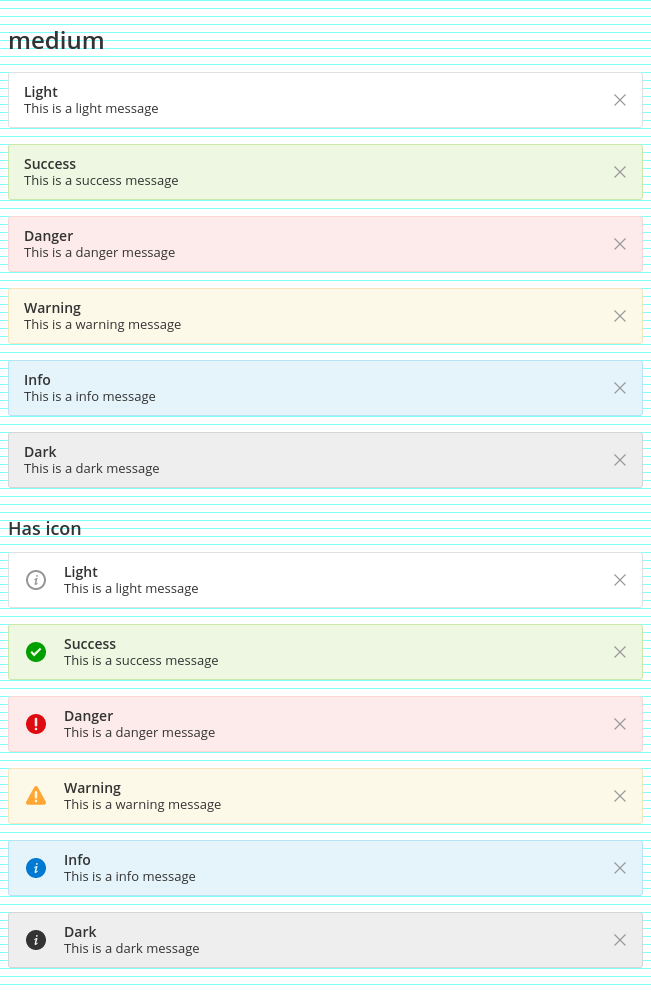 medium
Light
This is a light message
Success
This is a success message
Danger
This is a danger message
Warning
This is a warning message
Info
This is a info message
Dark
This is a dark message
Has icon
Light
This is a light message
Success
This is a success message
Danger
This is a danger message
Warning
This is a warning message
Info
This is a info message
Dark
This is a dark message